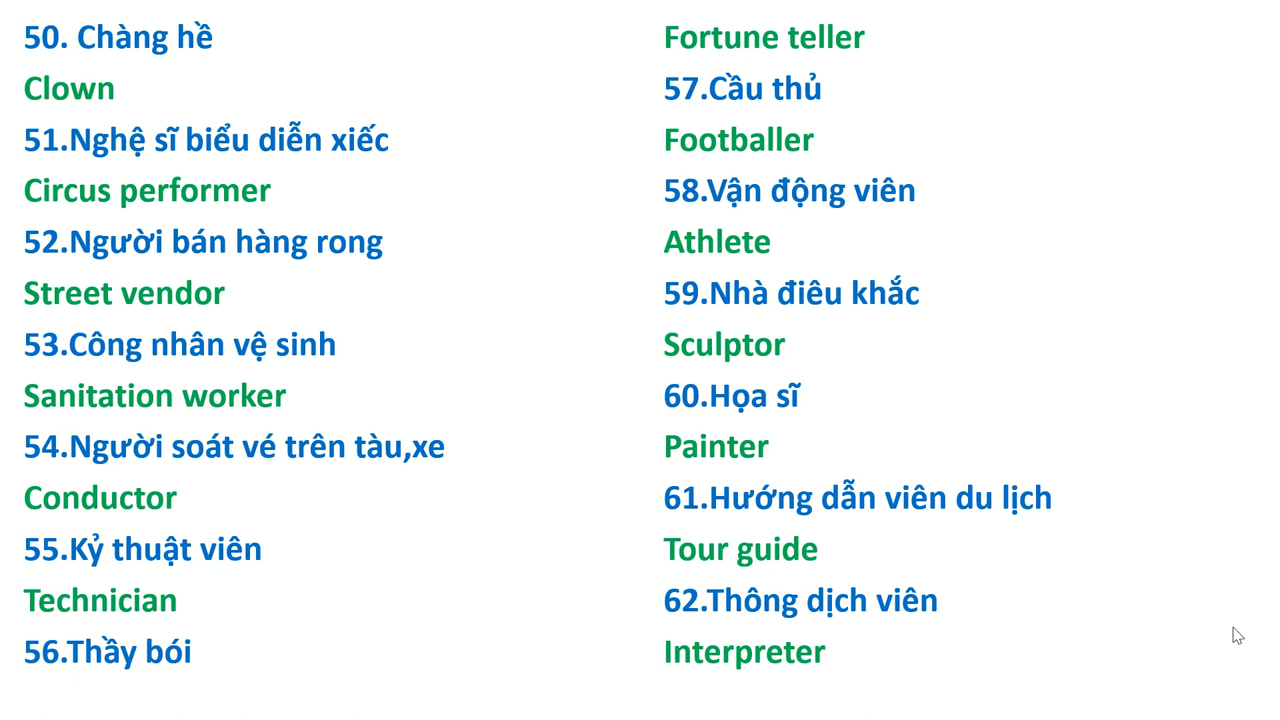 50. Chàng hề
Clown
51.Nghệ sĩ biểu diễn xiếc
Circus performer
52.Người bán hàng rong
Street vendor
53.Công nhân vệ sinh
Sanitation worker
54.Người soát vé trên tàu,xe
Conductor
55.Kỷ thuật viên
Technician
56.Thầy bói
Fortune teller
57.Cầu thủ
Footballer
58.Vận động viên
Athlete
59.Nhà điêu khắc
Sculptor
60.Họa sĩ
Painter
61.Hướng dẫn viên du lịch
Tour guide
62.Thông dịch viên
Interpreter